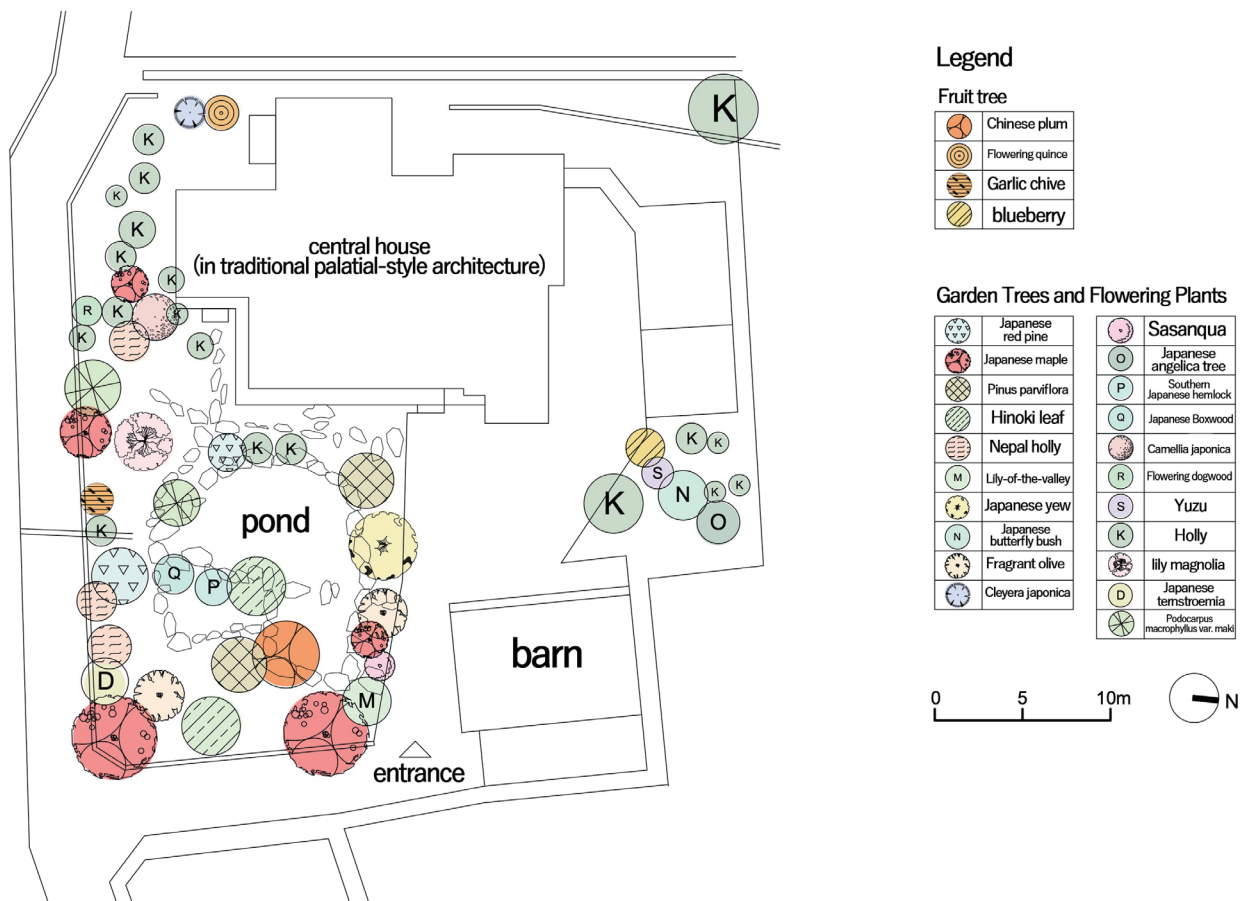 K
K
K
K
K
K
K
R
K
K
K
K
central house
(in traditional palatial-style architecture)
K
K
K
K
K
S
K
N
K
K
O
K
pond
Q
P
D
M
entrance
barn
Legend
Fruit tree
Chinese plum
Flowering quince
Garlic chive
blueberry
Garden Trees and Flowering Plants
Japanese
red pine
Japanese maple
Pinus parviflora
Hinoki leaf
Nepal holly
M
Lily-of-the-valley
Japanese yew
N
Japanese
butterfly bush
Fragrant olive
Cleyera japonica
Sasanqua
O
Japanese
angelica tree
P
Southern
Japanese hemlock
Q
Japanese Boxwood
Camellia japonica
R
Flowering dogwood
S
Yuzu
K
Holly
lily magnolia
D
Japanese
ternstroemia
Podocarpus
macrophyllus var. maki
0 5 10m
N